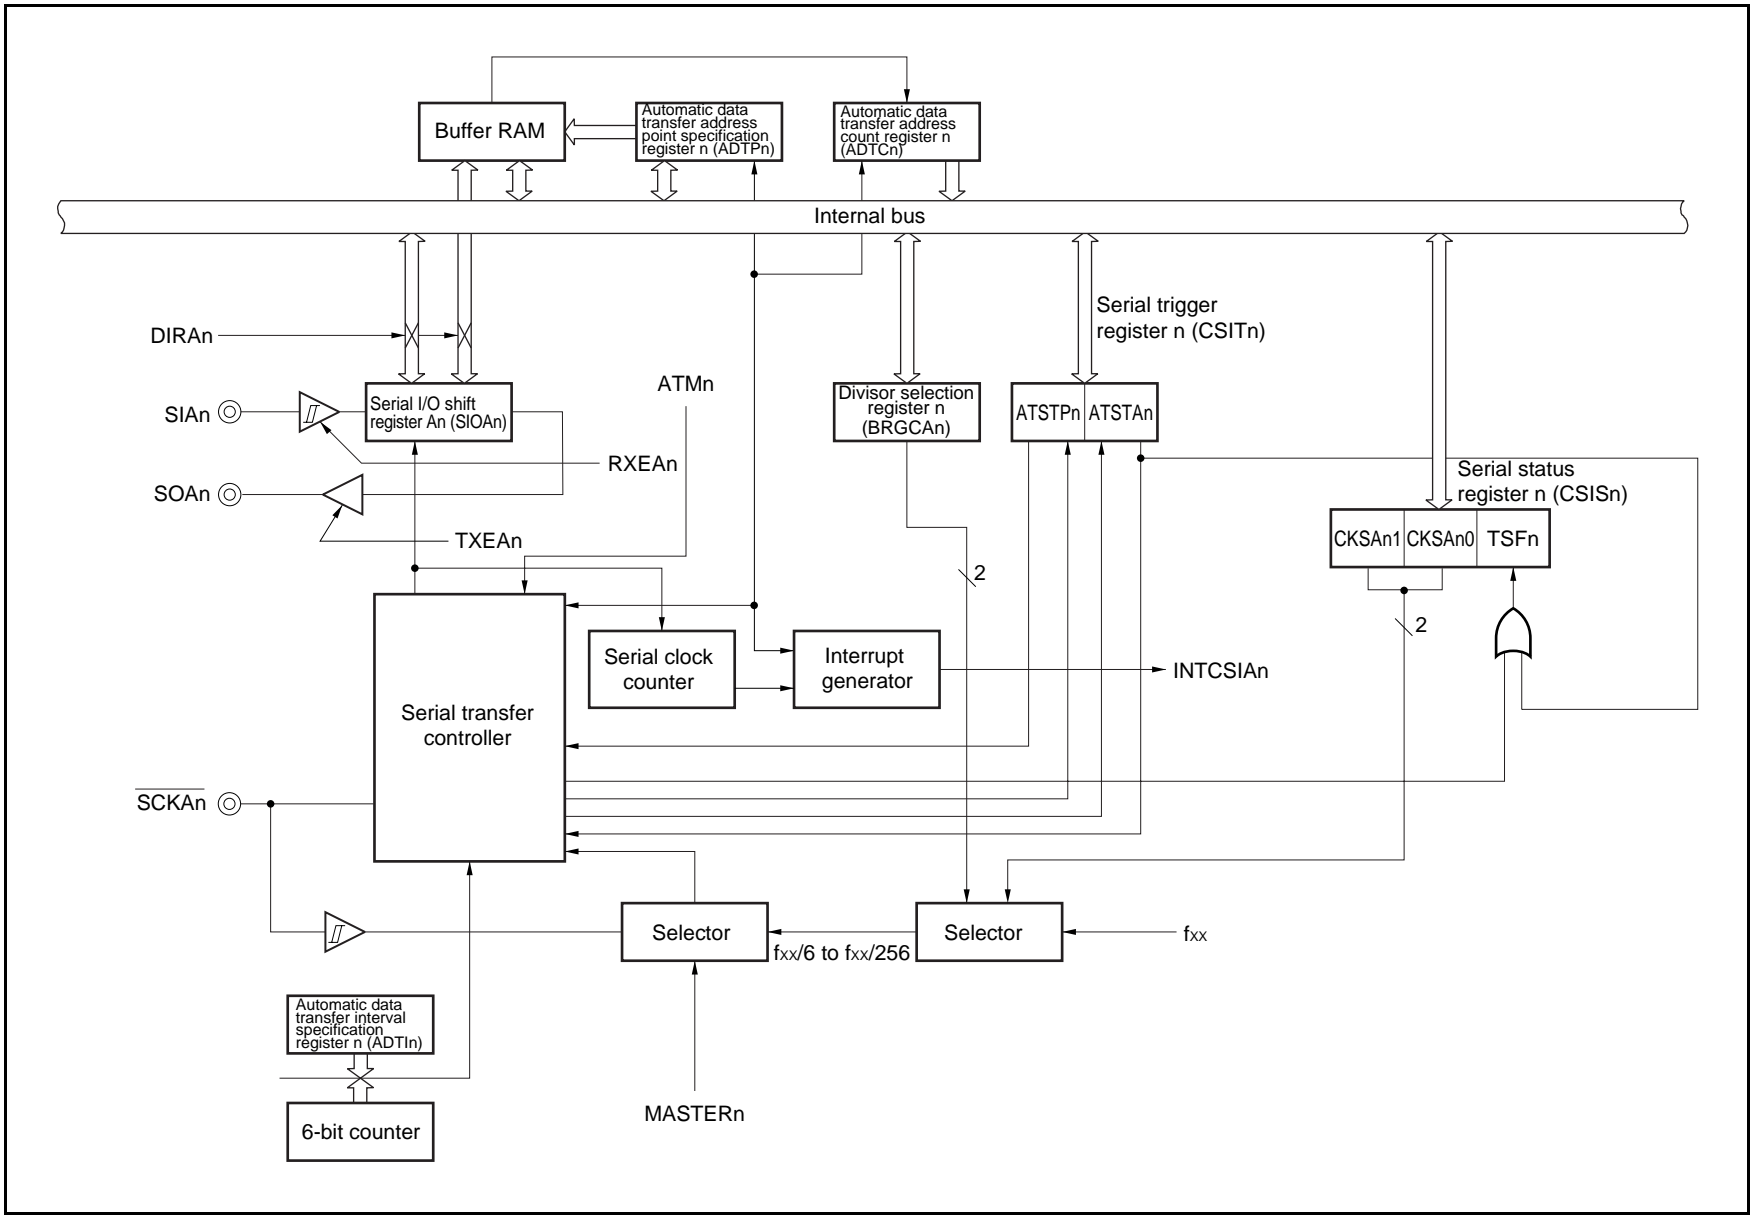 Buffer RAM
Automatic data
transfer address
point specification
register n (ADTPn)
Automatic data
transfer address
count register n
(ADTCn)
Internal bus
DIRAn
Serial trigger
register n (CSITn)
ATMn
SIAn
Serial I/O shift
register An (SIOAn)
Divisor selection
register n
(BRGCAn)
ATSTPn
ATSTAn
RXEAn
SOAn
Serial status
register n (CSISn)
TXEAn
CKSAn1
CKSAn0
TSFn
2
2
Serial clock
counter
Interrupt
generator
INTCSIAn
Serial transfer
controller
SCKAn
Selector
fxx/6 to fxx/256
Selector
fxx
Automatic data
transfer interval
specification
register n (ADTIn)
MASTERn
6-bit counter